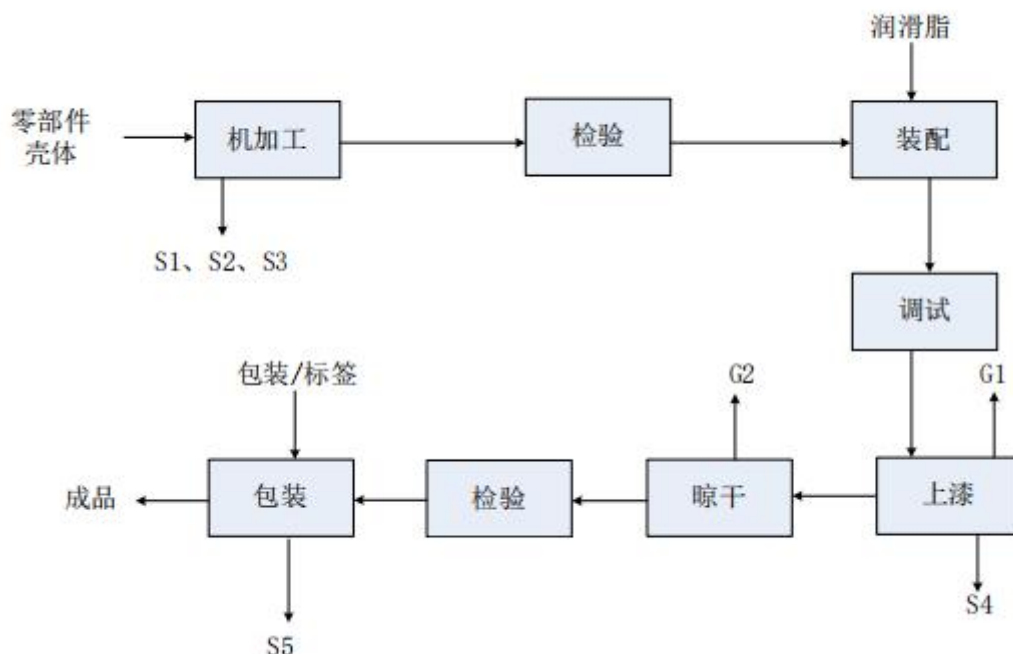 润滑脂
零部件
壳体
机加工
检验
装配
S1、S2、S3
调试
包装/标签
G2
G1
成品
包装
检验
晾干
上漆
S4
S5